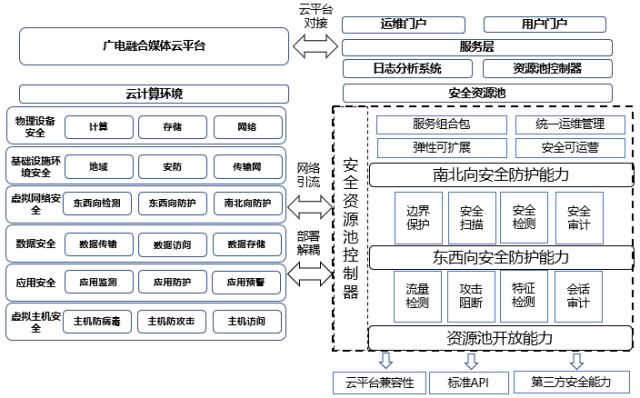 广电融合媒体云平台
云计算环境
物理设备
安全
计算
存储
网络
基础设施环
境安全
地域
安防
传输网
虚拟网络安
全
东西向检测
东西向防护
南北向防护
数据安全
数据传输
数据访问
数据存储
应用安全
应用监测
应用防护
应用预警
虚拟主机安
全
主机防病毒
主机防攻击
主机访问
云平台
对接
网络
引流
部署
解耦
运维门户
用户门户
服务层
日志分析系统
资源池控制器
安全资源池
安全资源池控制器
服务组合包
统一运维管理
弹性可扩展
安全可运营
南北向安全防护能力
边界
保护
安全
扫描
安全
检测
安全
审计
东西向安全防护能力
流量
检测
攻击
阻断
特征
检测
会话
审计
资源池开放能力
云平台兼容性
标准API
第三方安全能力